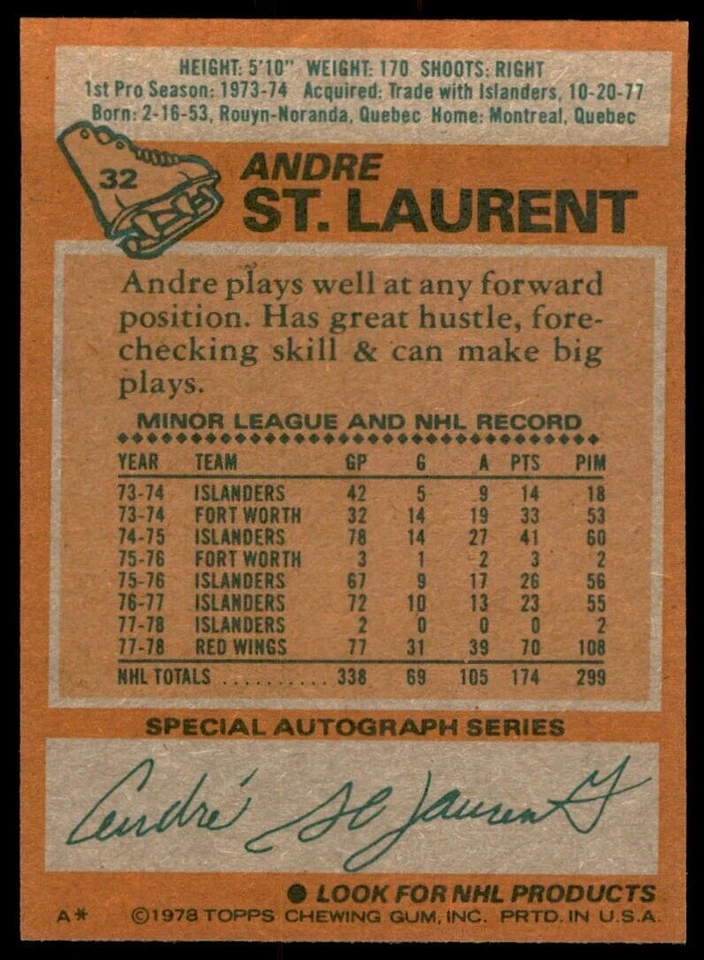 HEIGHT: 5'10" WEIGHT: 170 SHOOTS: RIGHT
1st Pro Season: 1973-74 Acquired: Trade with Islanders, 10-20-77
Born: 2-16-53, Rouyn-Noranda, Quebec Home: Montreal, Quebec
32
ANDRE
ST. LAURENT
Andre plays well at any forward
position. Has great hustle, fore-
checking skill & can make big
plays.
MINOR LEAGUE AND NHL RECORD
YEAR TEAM GP G A PTS PIM
73-74 ISLANDERS 42 5 9 14 18
73-74 FORT WORTH 32 14 19 33 53
74-75 ISLANDERS 78 14 27 41 60
75-76 FORT WORTH 3 1 2 3 2
75-76 ISLANDERS 67 9 17 26 56
76-77 ISLANDERS 72 10 13 23 55
77-78 ISLANDERS 2 0 0 0 2
77-78 RED WINGS 77 31 39 70 108
NHL TOTALS .......... 338 69 105 174 299
SPECIAL AUTOGRAPH SERIES
André St Laurent
● LOOK FOR NHL PRODUCTS
A* ©1978 TOPPS CHEWING GUM, INC. PRTD. IN U.S.A.